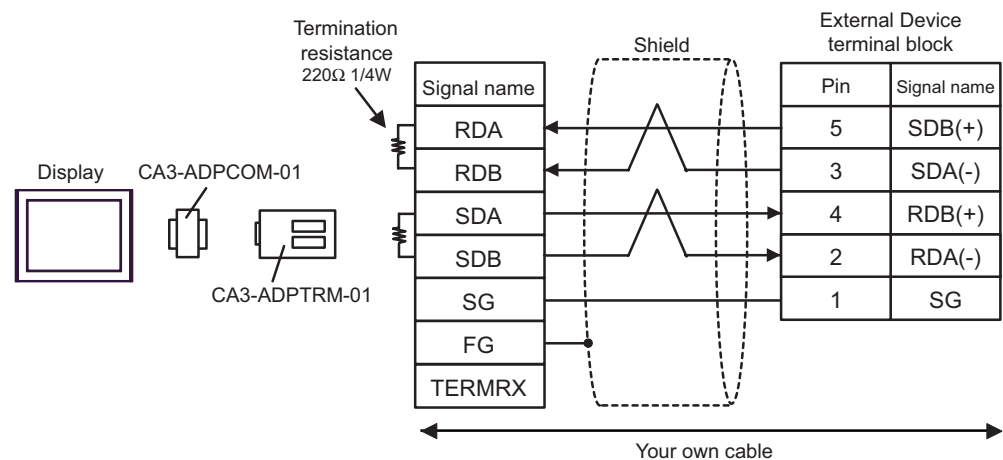 Termination
resistance
220Ω 1/4W
Shield
External Device
terminal block
Display
CA3-ADPCOM-01
CA3-ADPTRM-01
Signal name
RDA
RDB
SDA
SDB
SG
FG
TERMRX
Pin Signal name
5 SDB(+)
3 SDA(-)
4 RDB(+)
2 RDA(-)
1 SG
Your own cable